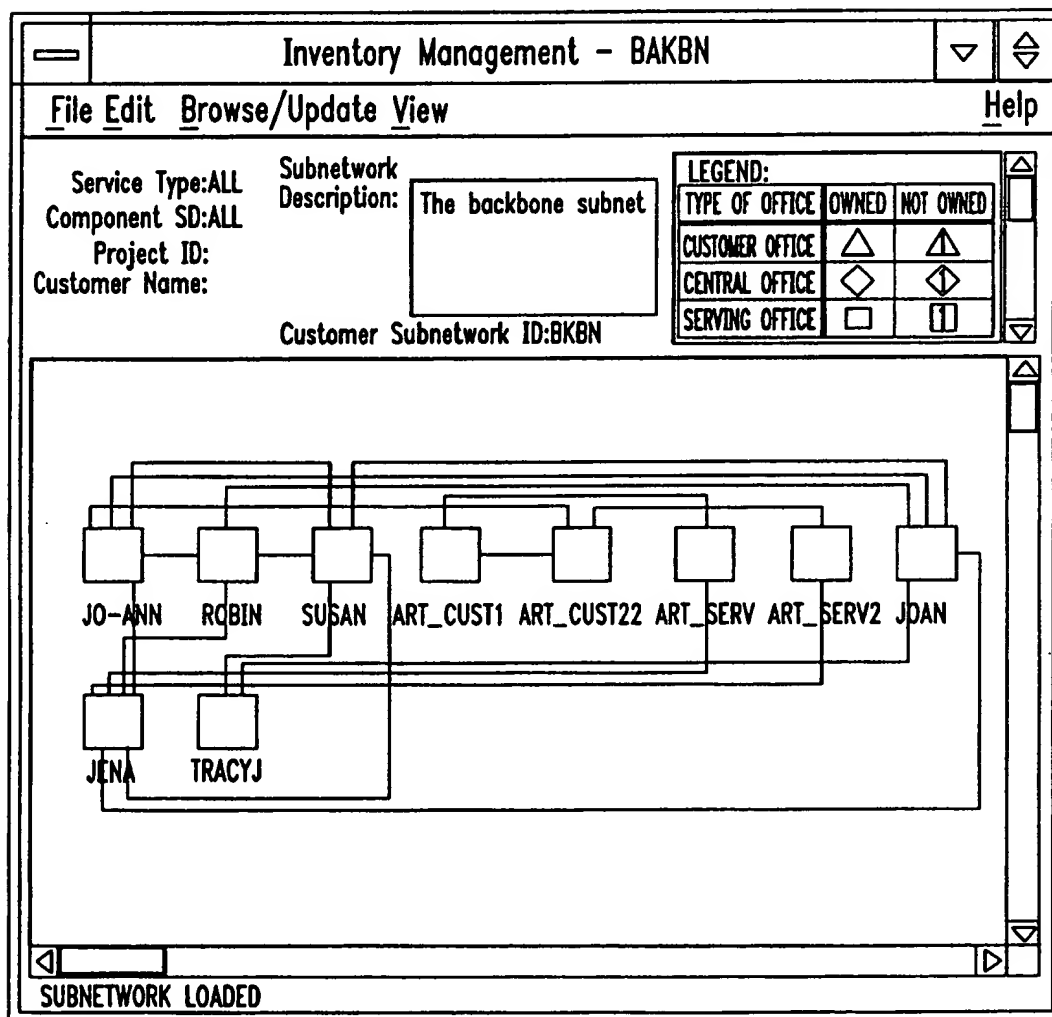 Inventory Management - BAKBN
File Edit Browse/Update View Help
Service Type:ALL
Component SD:ALL
Project ID:
Customer Name:
Subnetwork
Description:
The backbone subnet
Customer Subnetwork ID:BKBN
LEGEND:
TYPE OF OFFICE OWNED NOT OWNED
CUSTOMER OFFICE
CENTRAL OFFICE 1
SERVING OFFICE 1
JO-ANN ROBIN SUSAN ART_CUST1 ART_CUST22 ART_SERV ART_SERV2 JOAN
JENA TRACYJ
SUBNETWORK LOADED